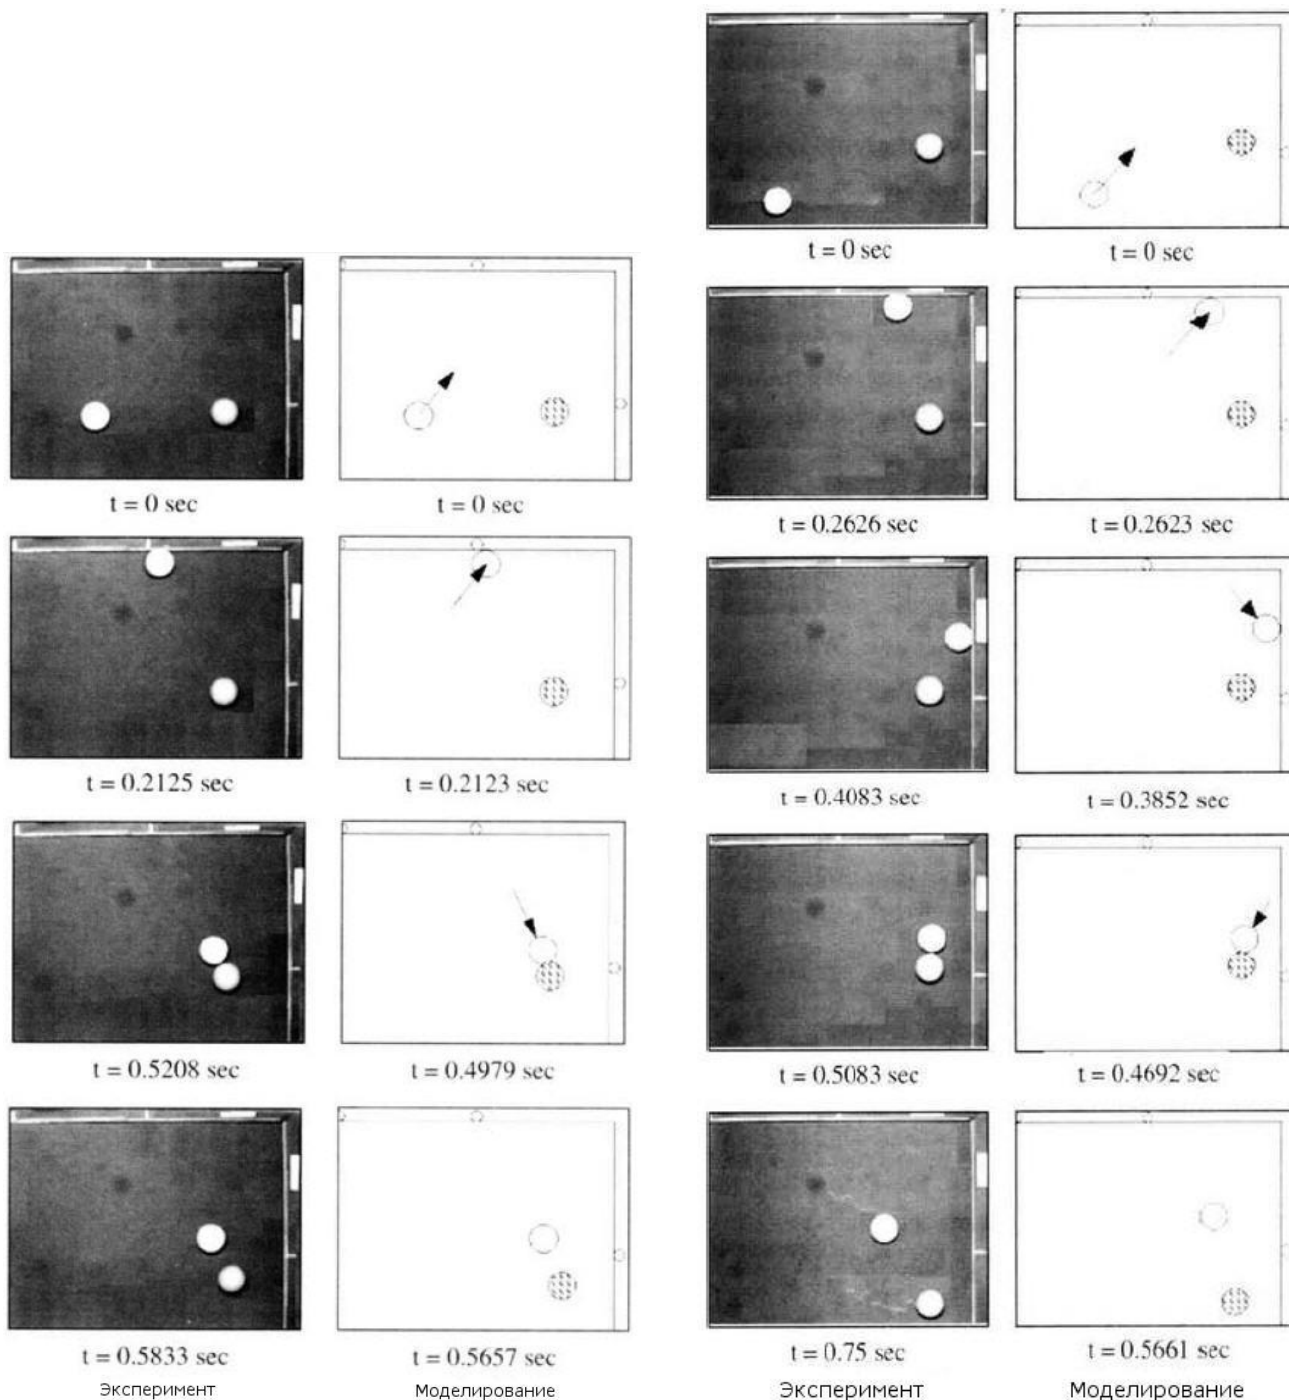 t = 0 sec
t = 0 sec
t = 0.2125 sec
t = 0.2123 sec
t = 0.5208 sec
t = 0.4979 sec
t = 0.5833 sec
t = 0.5657 sec
Эксперимент
Моделирование
t = 0 sec
t = 0 sec
t = 0.2626 sec
t = 0.2623 sec
t = 0.4083 sec
t = 0.3852 sec
t = 0.5083 sec
t = 0.4692 sec
t = 0.75 sec
t = 0.5661 sec
Эксперимент
Моделирование